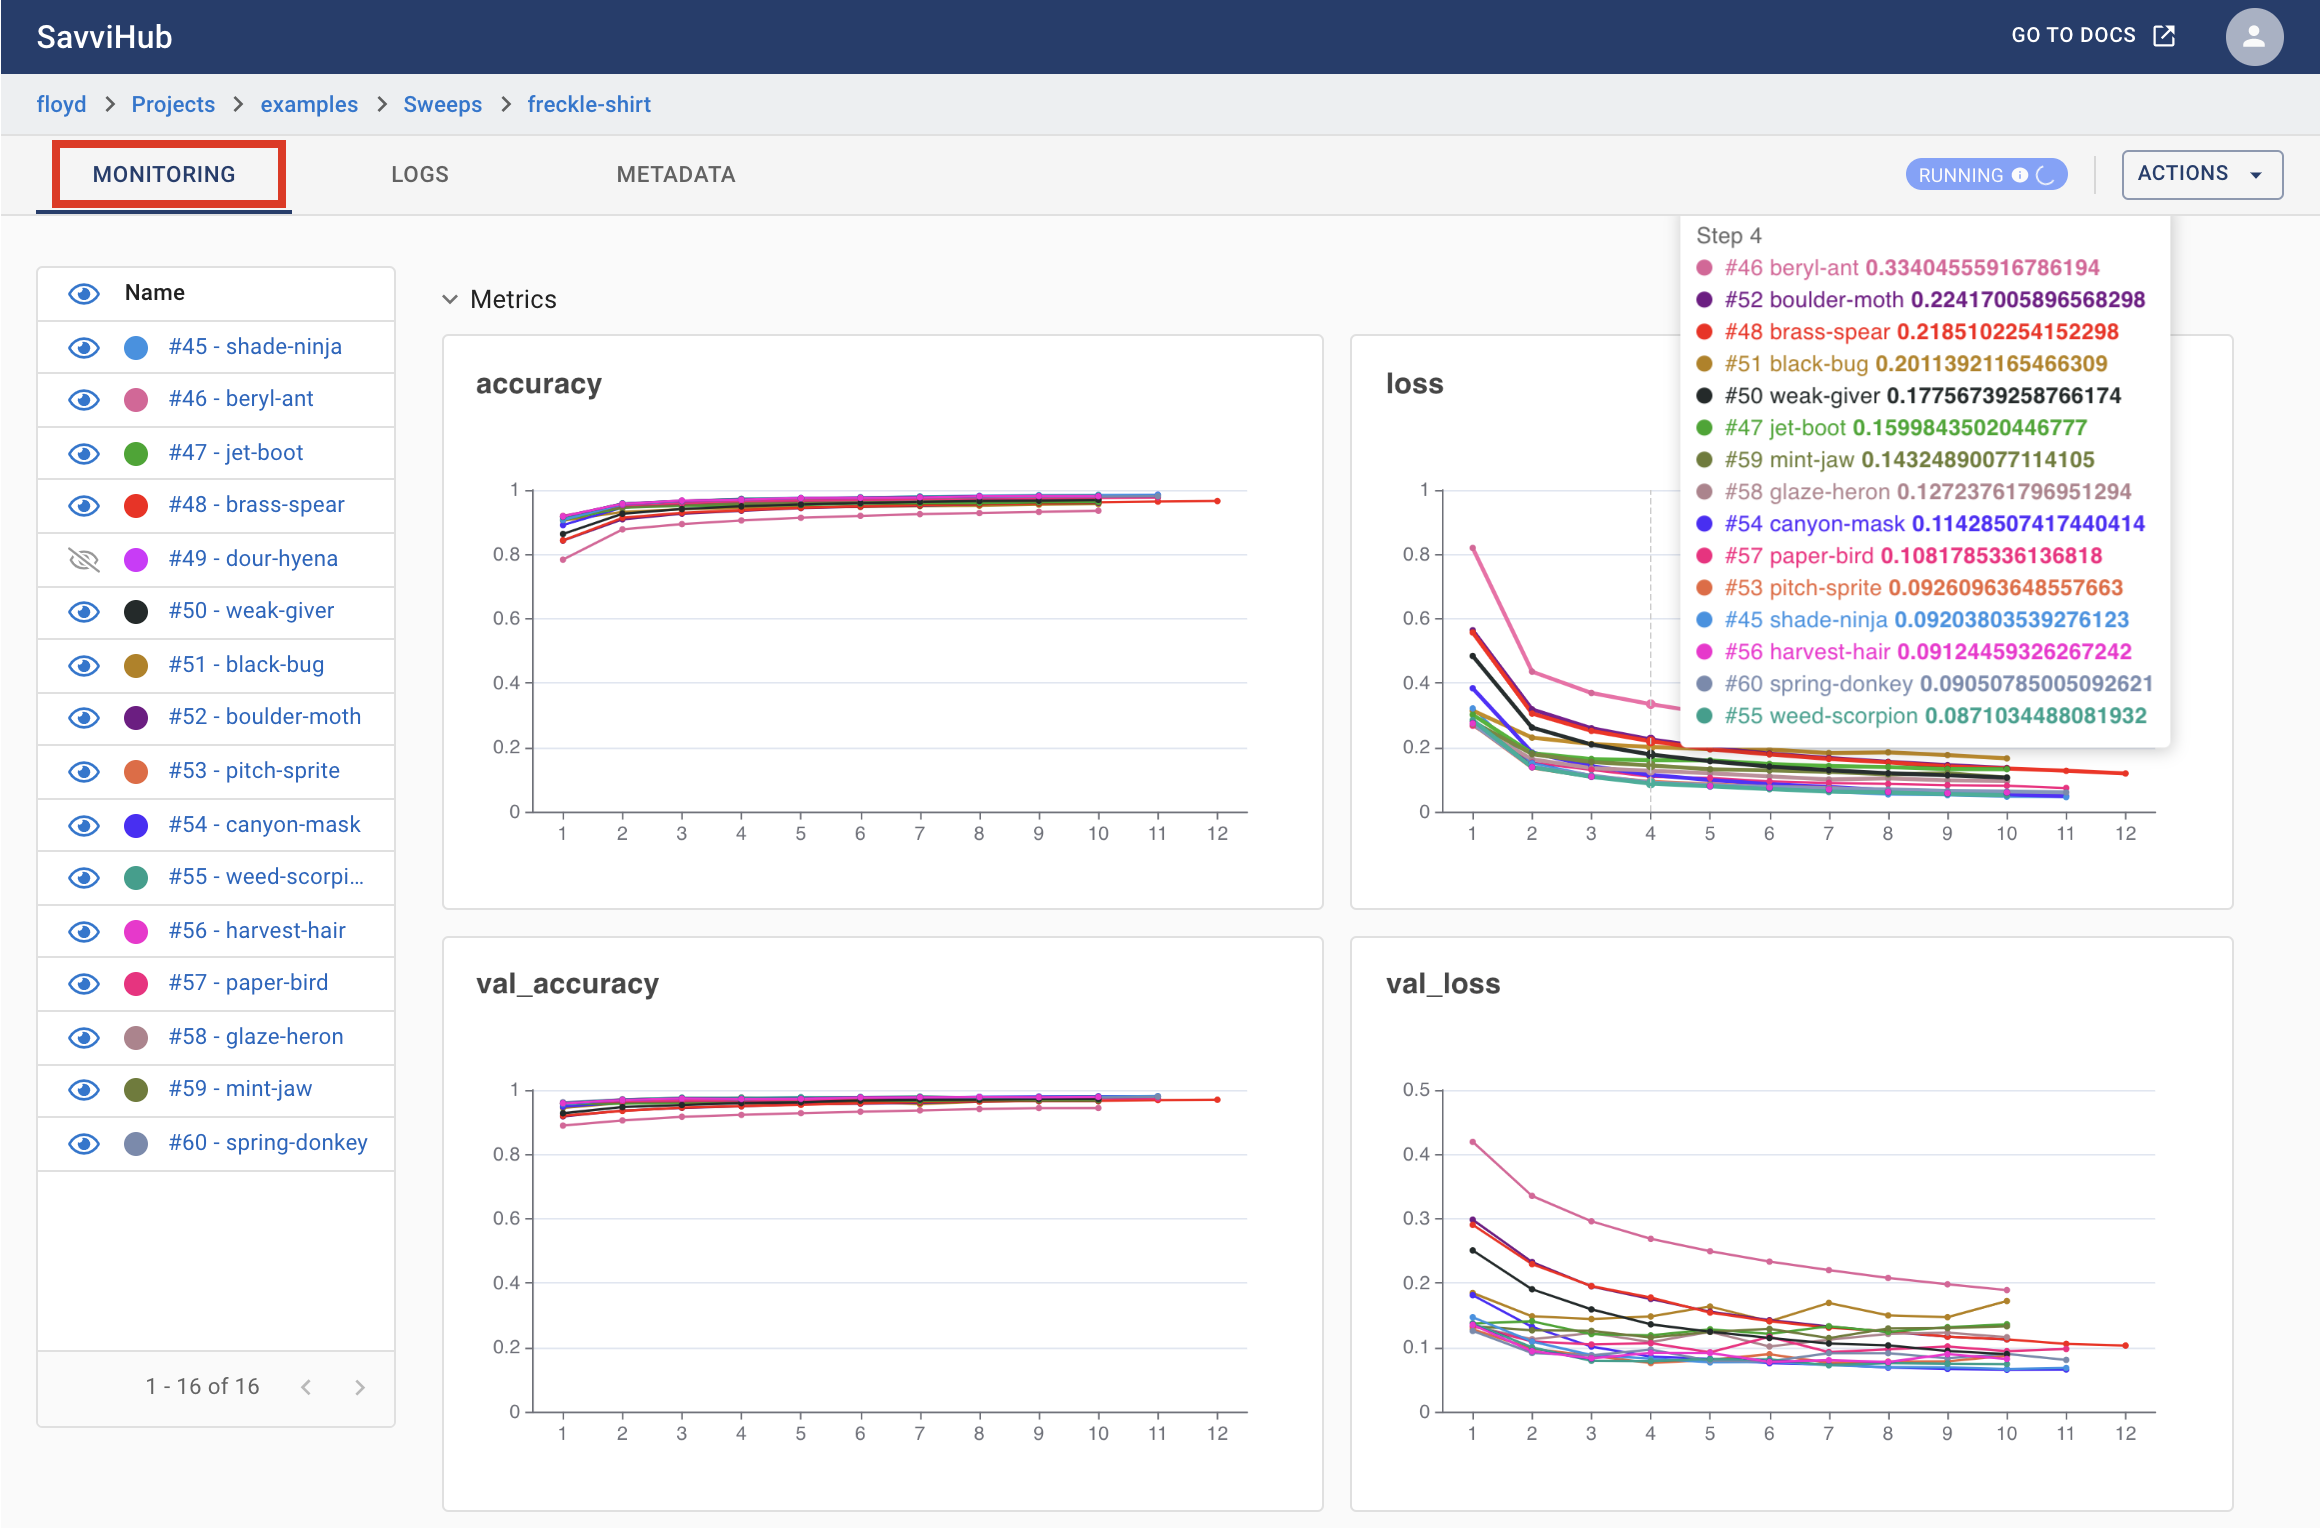 SavviHub
GO TO DOCS
floyd > Projects > examples > Sweeps > freckle-shirt
MONITORING
LOGS
METADATA
RUNNING
ACTIONS
Name
#45 - shade-ninja
#46 - beryl-ant
#47 - jet-boot
#48 - brass-spear
#49 - dour-hyena
#50 - weak-giver
#51 - black-bug
#52 - boulder-moth
#53 - pitch-sprite
#54 - canyon-mask
#55 - weed-scorpi...
#56 - harvest-hair
#57 - paper-bird
#58 - glaze-heron
#59 - mint-jaw
#60 - spring-donkey
1 - 16 of 16
Metrics
accuracy
1
0.8
0.6
0.4
0.2
0
1 2 3 4 5 6 7 8 9 10 11 12
loss
1
0.8
0.6
0.4
0.2
0
1 2 3 4 5 6 7 8 9 10 11 12
Step 4
#46 beryl-ant 0.33404555916786194
#52 boulder-moth 0.22417005896568298
#48 brass-spear 0.2185102254152298
#51 black-bug 0.20113921165466309
#50 weak-giver 0.17756739258766174
#47 jet-boot 0.15998435020446777
#59 mint-jaw 0.14324890077114105
#58 glaze-heron 0.12723761796951294
#54 canyon-mask 0.11428507417440414
#57 paper-bird 0.1081785336136818
#53 pitch-sprite 0.09260963648557663
#45 shade-ninja 0.09203803539276123
#56 harvest-hair 0.09124459326267242
#60 spring-donkey 0.09050785005092621
#55 weed-scorpion 0.0871034488081932
val_accuracy
1
0.8
0.6
0.4
0.2
0
1 2 3 4 5 6 7 8 9 10 11 12
val_loss
0.5
0.4
0.3
0.2
0.1
0
1 2 3 4 5 6 7 8 9 10 11 12